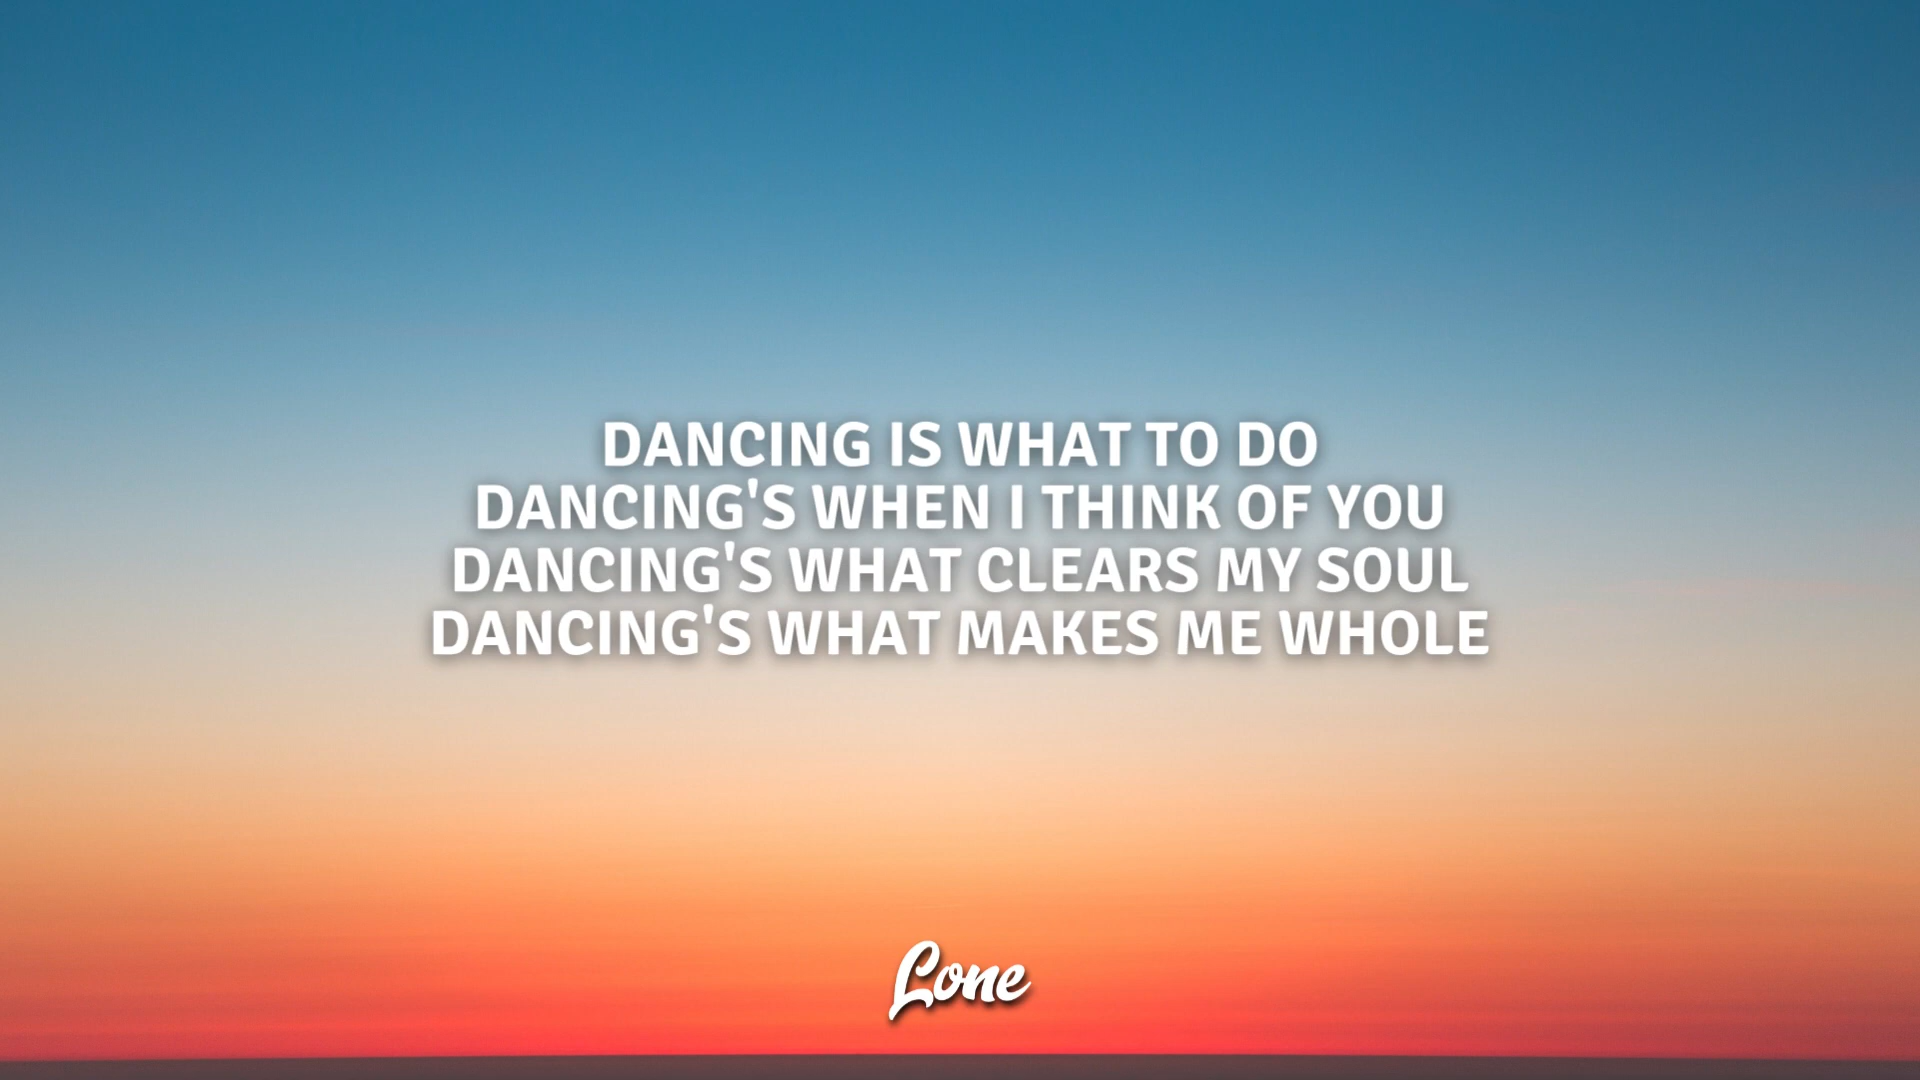 DANCING IS WHAT TO DO
DANCING'S WHEN I THINK OF YOU
DANCING'S WHAT CLEARS MY SOUL
DANCING'S WHAT MAKES ME WHOLE
Lone